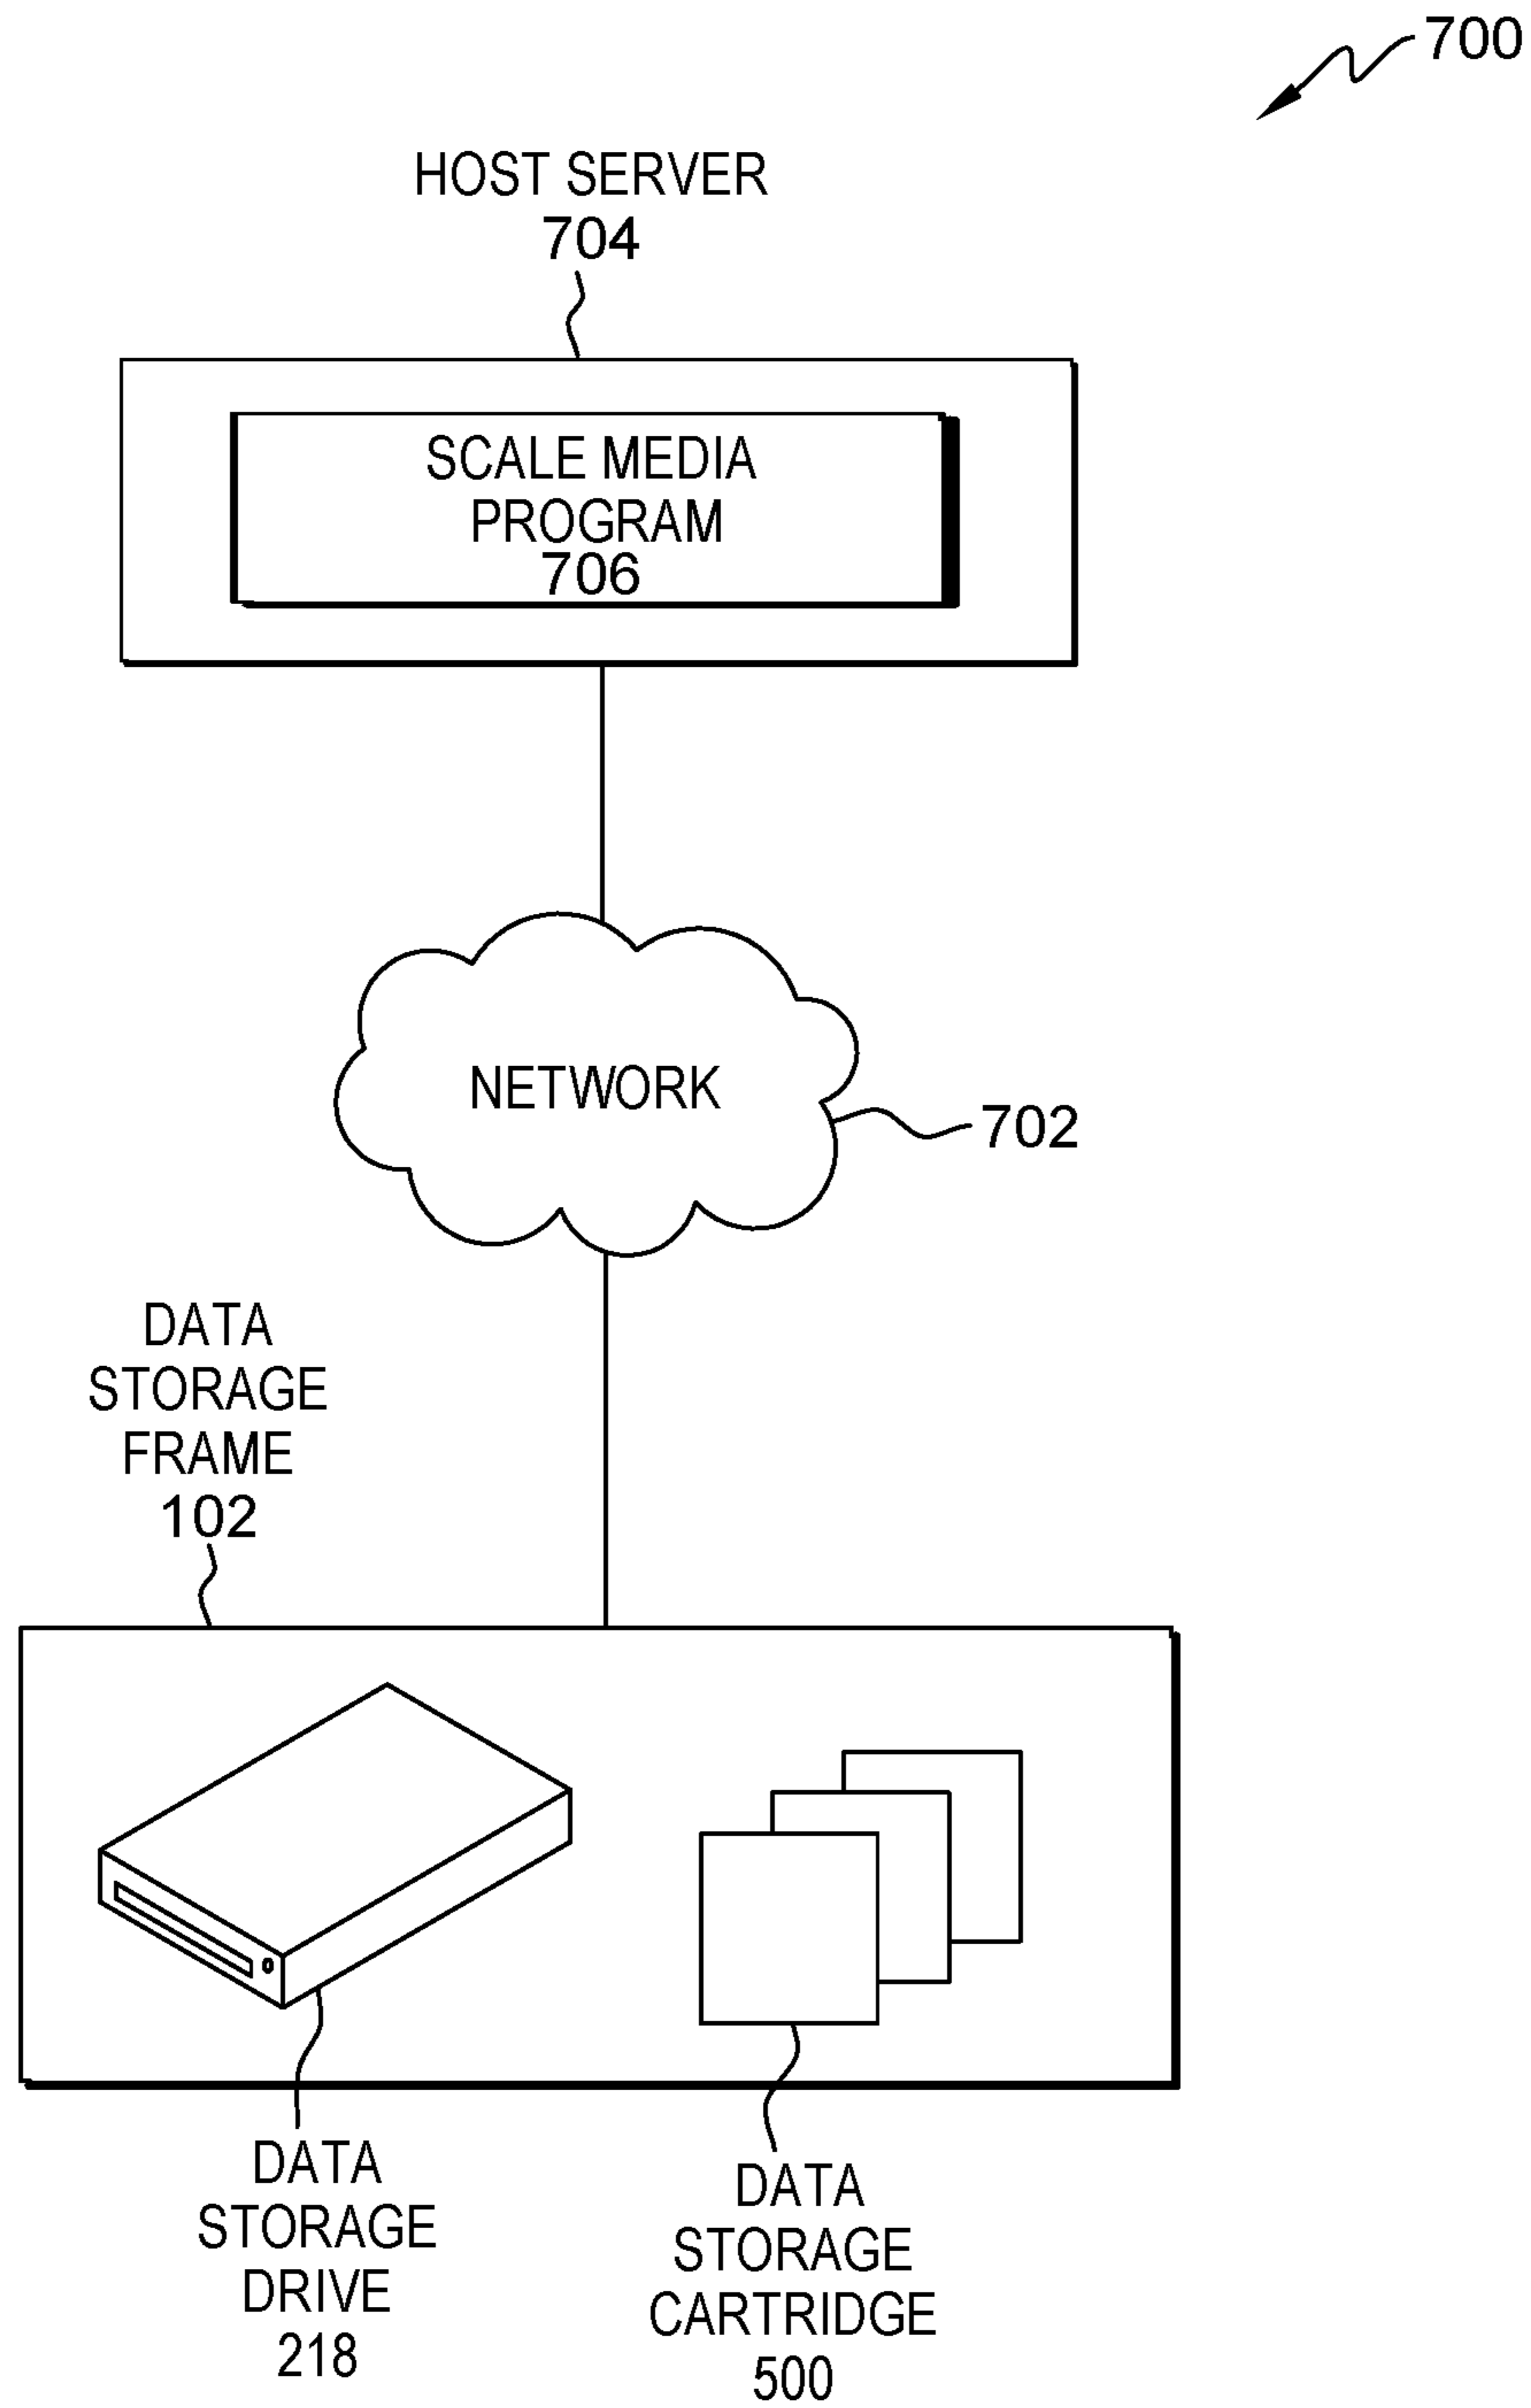 700
HOST SERVER
704
SCALE MEDIA
PROGRAM
706
NETWORK
702
DATA
STORAGE
FRAME
102
DATA
STORAGE
DRIVE
218
DATA
STORAGE
CARTRIDGE
500